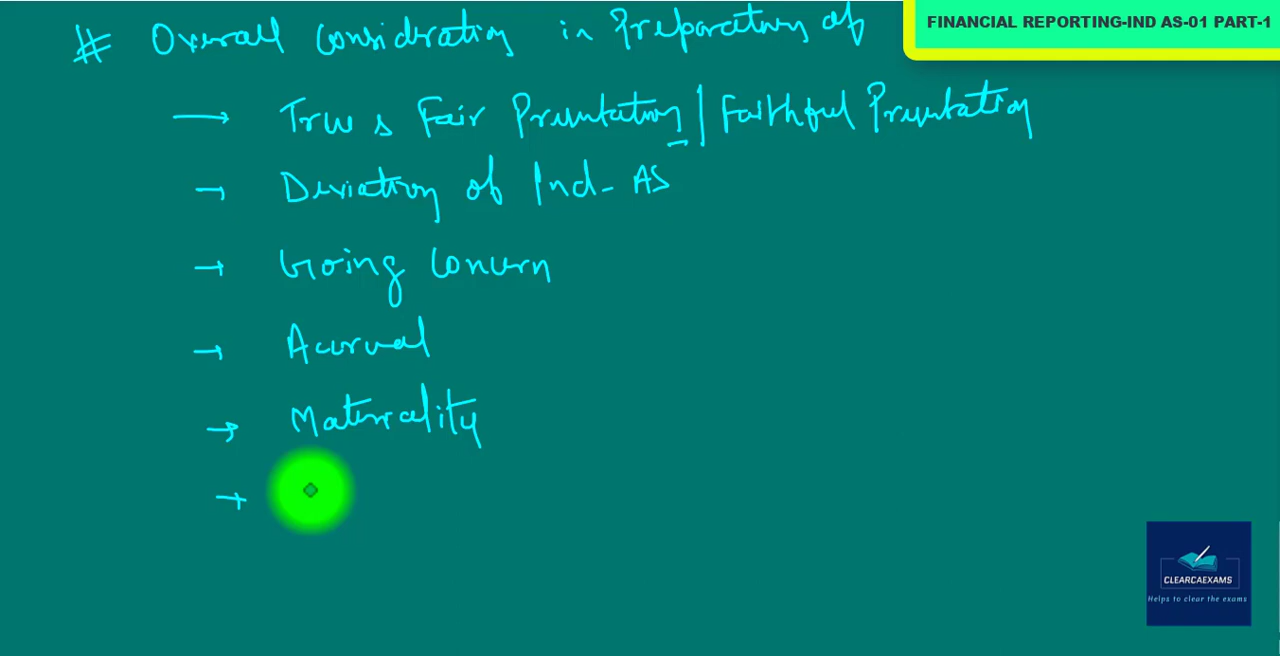 # Overall Consideration in Preparation of
FINANCIAL REPORTING-IND AS-01 PART-1
→ True & Fair Presentation | Faithful Presentation
→ Deviation of Ind-AS
→ Going Concern
→ Accrual
→ Materiality
→
CLEARCAEXAMS
Helps to clear the exams